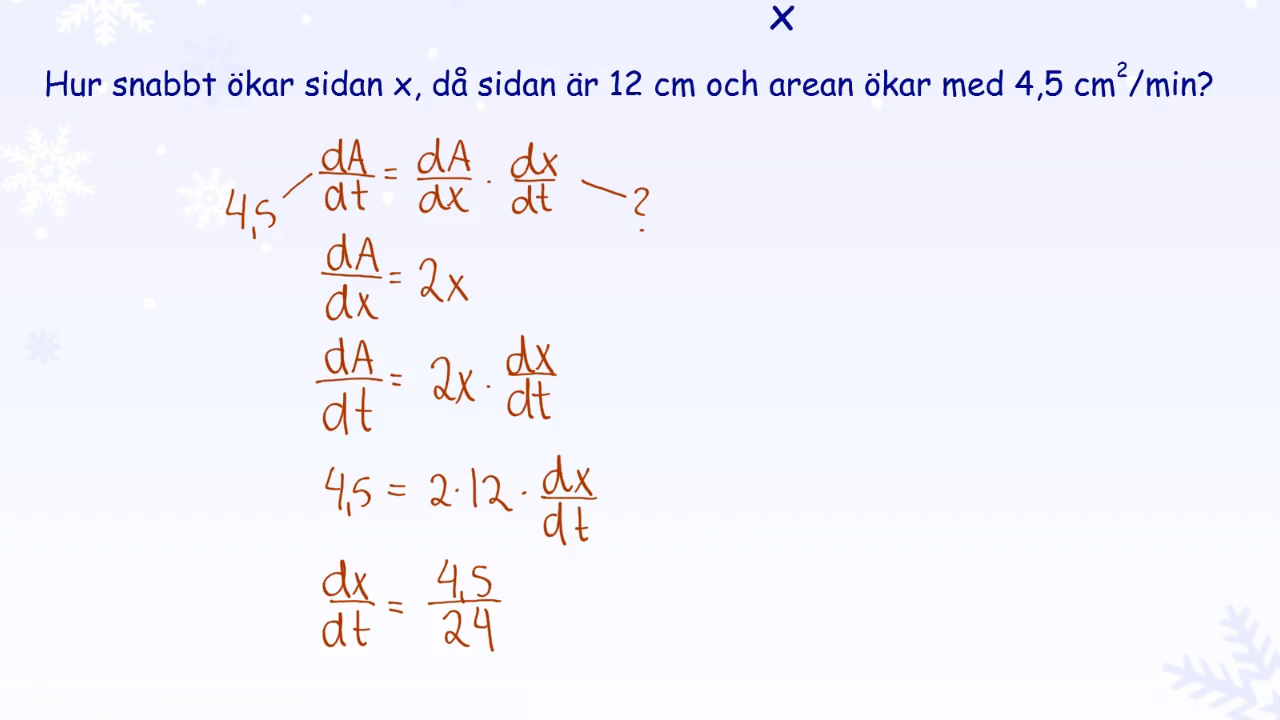 x
Hur snabbt ökar sidan x, då sidan är 12 cm och arean ökar med 4,5 cm²/min?
4,5 dA/dt = dA/dx · dx/dt ?
dA/dx = 2x
dA/dt = 2x · dx/dt
4,5 = 2·12 · dx/dt
dx/dt = 4,5/24